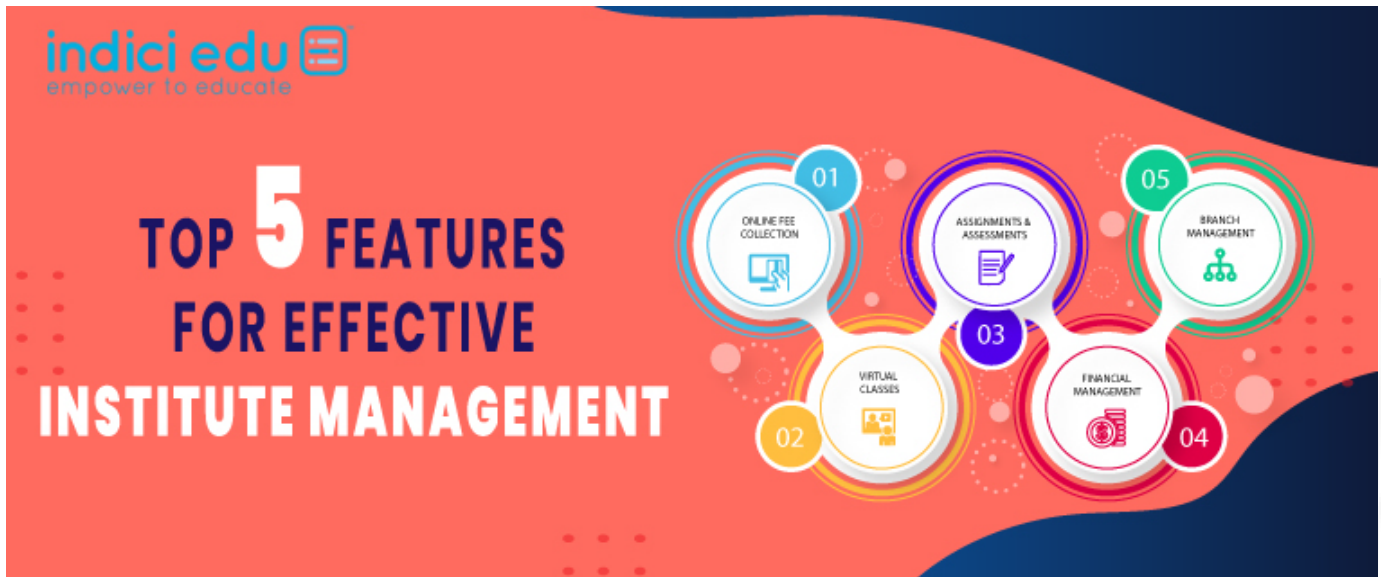 indici edu
empower to educate
TOP 5 FEATURES
FOR EFFECTIVE
INSTITUTE MANAGEMENT
01
ONLINE FEE
COLLECTION
02
VIRTUAL
CLASSES
03
ASSIGNMENTS &
ASSESSMENTS
04
FINANCIAL
MANAGEMENT
05
BRANCH
MANAGEMENT